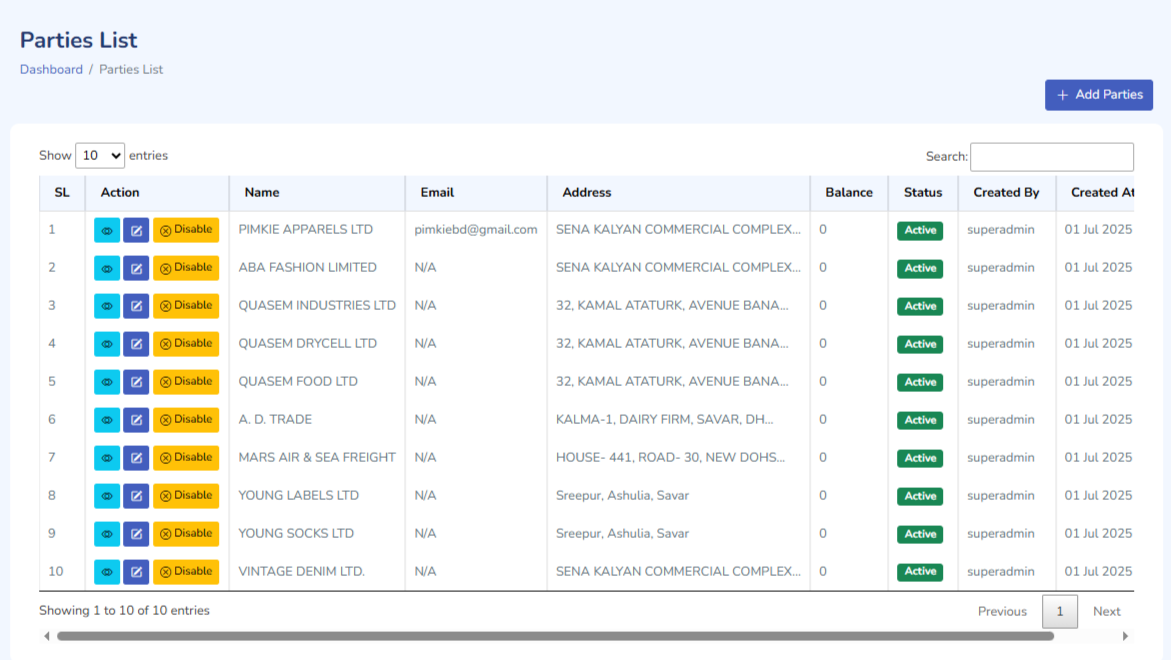 Parties List
Dashboard / Parties List
+ Add Parties
Show 10 entries Search:
SL Action Name Email Address Balance Status Created By Created At
1 Disable PIMKIE APPARELS LTD pimkiebd@gmail.com SENA KALYAN COMMERCIAL COMPLEX... 0 Active superadmin 01 Jul 2025
2 Disable ABA FASHION LIMITED N/A SENA KALYAN COMMERCIAL COMPLEX... 0 Active superadmin 01 Jul 2025
3 Disable QUASEM INDUSTRIES LTD N/A 32, KAMAL ATATURK, AVENUE BANA... 0 Active superadmin 01 Jul 2025
4 Disable QUASEM DRYCELL LTD N/A 32, KAMAL ATATURK, AVENUE BANA... 0 Active superadmin 01 Jul 2025
5 Disable QUASEM FOOD LTD N/A 32, KAMAL ATATURK, AVENUE BANA... 0 Active superadmin 01 Jul 2025
6 Disable A. D. TRADE N/A KALMA-1, DAIRY FIRM, SAVAR, DH... 0 Active superadmin 01 Jul 2025
7 Disable MARS AIR & SEA FREIGHT N/A HOUSE- 441, ROAD- 30, NEW DOHS... 0 Active superadmin 01 Jul 2025
8 Disable YOUNG LABELS LTD N/A Sreepur, Ashulia, Savar 0 Active superadmin 01 Jul 2025
9 Disable YOUNG SOCKS LTD N/A Sreepur, Ashulia, Savar 0 Active superadmin 01 Jul 2025
10 Disable VINTAGE DENIM LTD. N/A SENA KALYAN COMMERCIAL COMPLEX... 0 Active superadmin 01 Jul 2025
Showing 1 to 10 of 10 entries Previous 1 Next